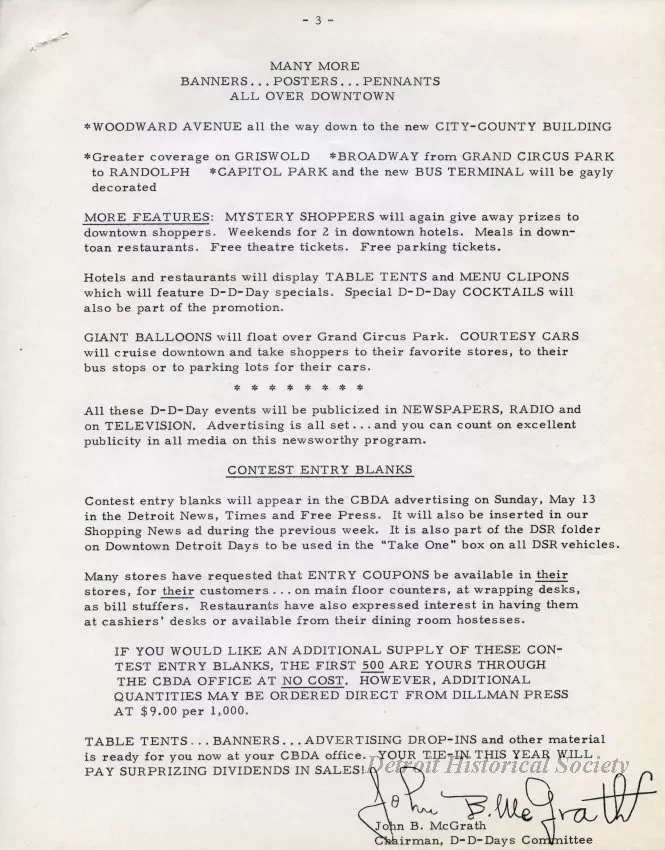 - 3 -
MANY MORE
BANNERS...POSTERS...PENNANTS
ALL OVER DOWNTOWN
*WOODWARD AVENUE all the way down to the new CITY-COUNTY BUILDING
*Greater coverage on GRISWOLD *BROADWAY from GRAND CIRCUS PARK
to RANDOLPH *CAPITOL PARK and the new BUS TERMINAL will be gayly
decorated
MORE FEATURES: MYSTERY SHOPPERS will again give away prizes to
downtown shoppers. Weekends for 2 in downtown hotels. Meals in down-
toan restaurants. Free theatre tickets. Free parking tickets.
Hotels and restaurants will display TABLE TENTS and MENU CLIPONS
which will feature D-D-Day specials. Special D-D-Day COCKTAILS will
also be part of the promotion.
GIANT BALLOONS will float over Grand Circus Park. COURTESY CARS
will cruise downtown and take shoppers to their favorite stores, to their
bus stops or to parking lots for their cars.
* * * * * * * *
All these D-D-Day events will be publicized in NEWSPAPERS, RADIO and
on TELEVISION. Advertising is all set...and you can count on excellent
publicity in all media on this newsworthy program.
CONTEST ENTRY BLANKS
Contest entry blanks will appear in the CBDA advertising on Sunday, May 13
in the Detroit News, Times and Free Press. It will also be inserted in our
Shopping News ad during the previous week. It is also part of the DSR folder
on Downtown Detroit Days to be used in the "Take One" box on all DSR vehicles.
Many stores have requested that ENTRY COUPONS be available in their
stores, for their customers...on main floor counters, at wrapping desks,
as bill stuffers. Restaurants have also expressed interest in having them
at cashiers' desks or available from their dining room hostesses.
IF YOU WOULD LIKE AN ADDITIONAL SUPPLY OF THESE CON-
TEST ENTRY BLANKS, THE FIRST 500 ARE YOURS THROUGH
THE CBDA OFFICE AT NO COST. HOWEVER, ADDITIONAL
QUANTITIES MAY BE ORDERED DIRECT FROM DILLMAN PRESS
AT $9.00 per 1,000.
TABLE TENTS...BANNERS...ADVERTISING DROP-INS and other material
is ready for you now at your CBDA office. YOUR TIE-IN THIS YEAR WILL
PAY SURPRIZING DIVIDENDS IN SALES!
Detroit Historical Society
John B. McGrath
John B. McGrath
Chairman, D-D-Days Committee